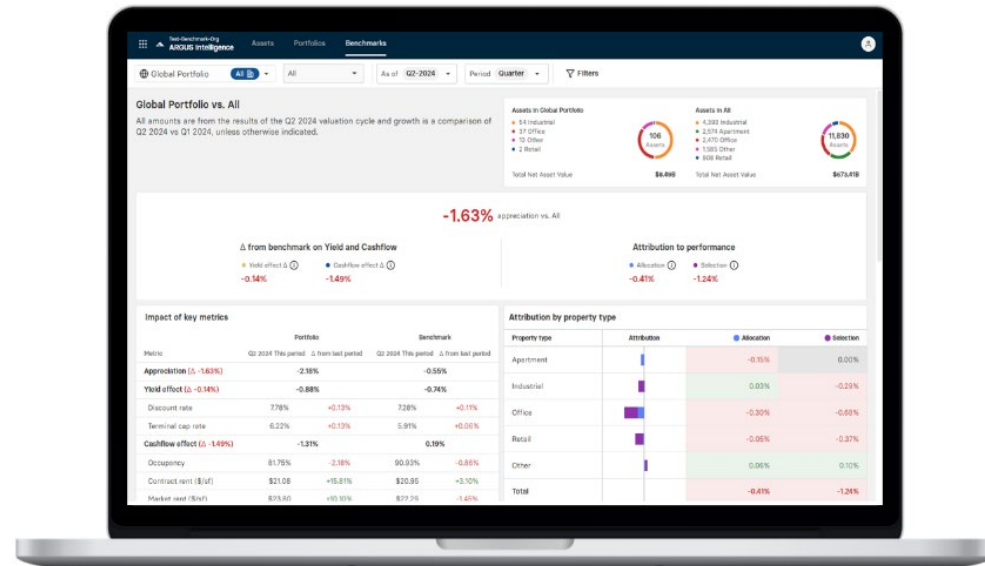 Test-Benchmark-Org
ARGUS Intelligence
Assets Portfolios Benchmarks
Global Portfolio All All As of Q2-2024 Period Quarter Filters
Global Portfolio vs. All
All amounts are from the results of the Q2 2024 valuation cycle and growth is a comparison of
Q2 2024 vs Q1 2024, unless otherwise indicated.
Assets in Global Portfolio
54 Industrial
37 Office
12 Other
2 Retail
106
Assets
Total Net Asset Value
Assets in All
4,393 Industrial
2,574 Apartment
2,470 Office
1,585 Other
808 Retail
11,830
Assets
Total Net Asset Value $673.41B
-1.63% appreciation vs. All
Δ from benchmark on Yield and Cashflow
Yield effect Δ Cashflow effect Δ
-0.14% -1.49%
Attribution to performance
Allocation Selection
-0.41% -1.24%
Impact of key metrics
Portfolio Benchmark
Metric Q2 2024 This period Δ from last period Q2 2024 This period Δ from last period
Appreciation (Δ -1.63%) -2.18% -0.55%
Yield effect (Δ -0.14%) -0.88% -0.74%
Discount rate 7.78% +0.13% 7.28% +0.11%
Terminal cap rate 6.22% +0.13% 5.91% +0.06%
Cashflow effect (Δ -1.49%) -1.31% 0.19%
Occupancy 81.75% -2.18% 90.93%
Contract rent ($/sf) $21.08 +15.81% $20.95 +3.10%
Market rent ($/sf) $23.80 +10.10% -1.45%
Attribution by property type
Property type Attribution Allocation Selection
Apartment -0.15% 0.00%
Industrial 0.03% -0.29%
Office -0.30% -0.68%
Retail -0.05% -0.37%
Other 0.06% 0.10%
Total -0.41% -1.24%